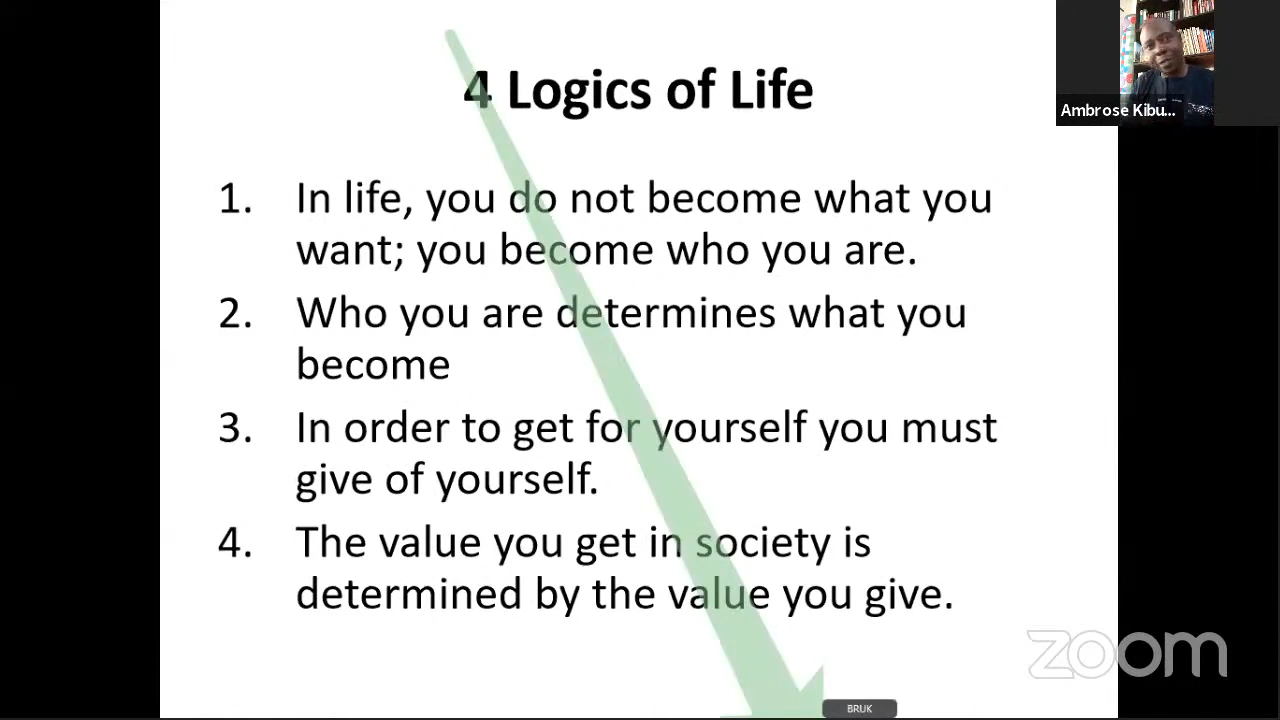 4 Logics of Life
Ambrose Kibu...
1. In life, you do not become what you
want; you become who you are.
2. Who you are determines what you
become
3. In order to get for yourself you must
give of yourself.
4. The value you get in society is
determined by the value you give.
zoom
BRUK